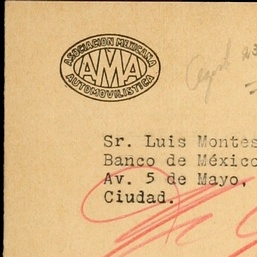 ASOCIACION MEXICANA
AMA
AUTOMOVILISTICA
Sr. Luis Montes
Banco de México
Av. 5 de Mayo,
Ciudad.